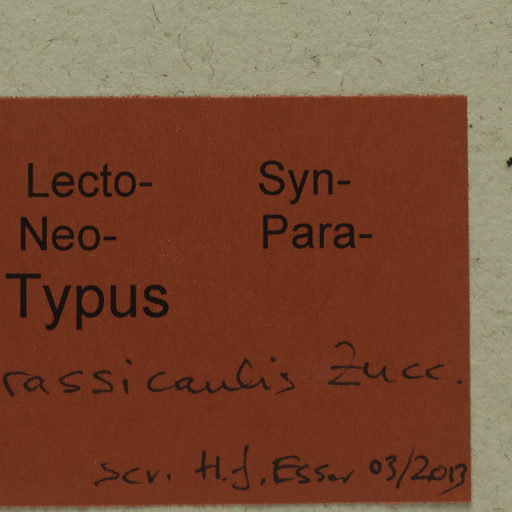 Lecto- Syn-
Neo- Para-
Typus
rassicaulis Zucc.
scr. H.J. Esser 03/2013